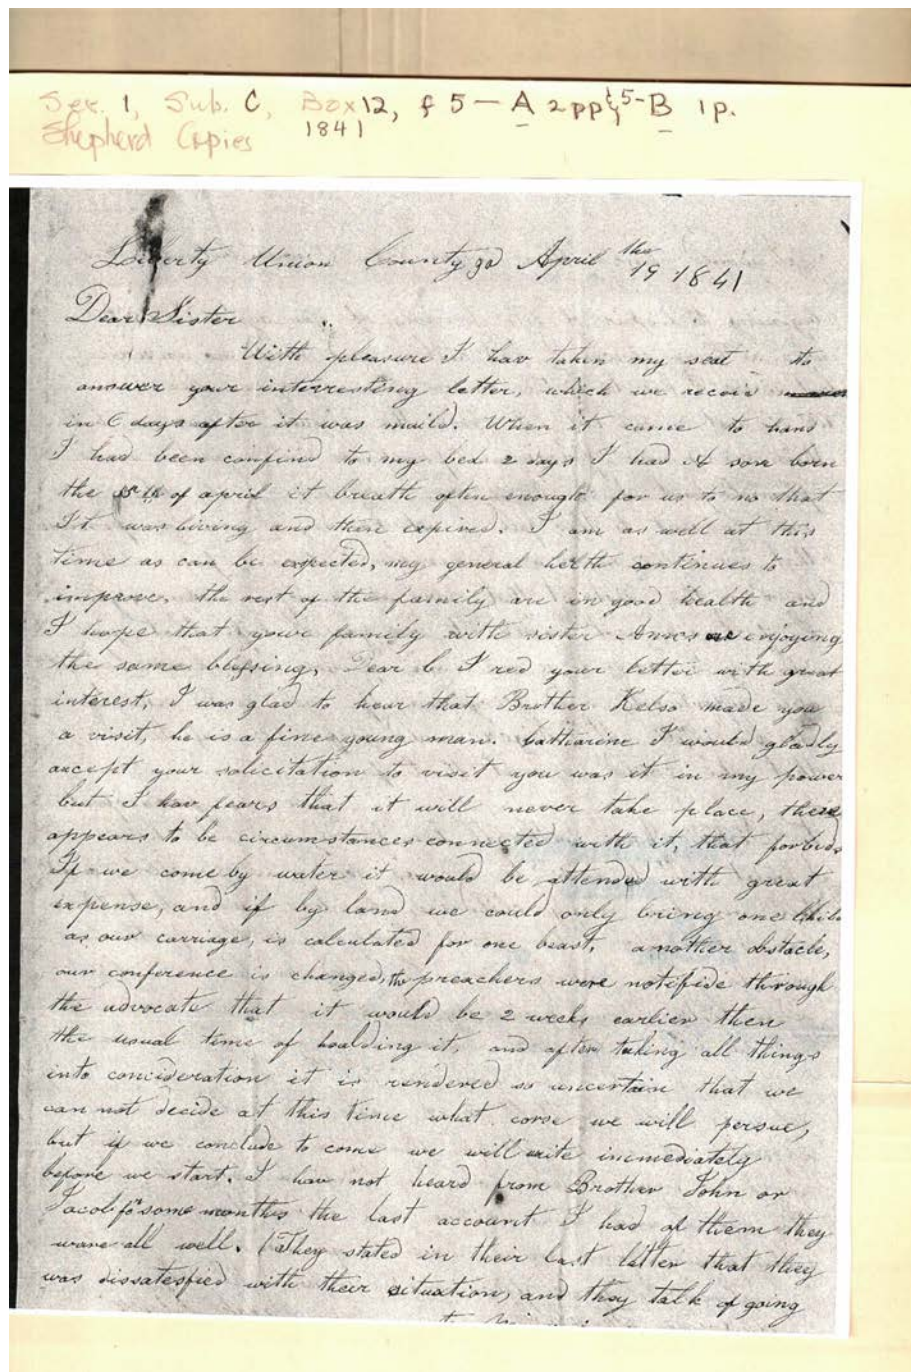 Ser. 1, Sub. C, Box 12, f 5 - A 2pp & 5-B 1p.
Shepherd Copies 1841
Liberty Union County April the 19 1841
Dear Sister
With pleasure I hav taken my seat to
answer your interresting letter, which we receiv
in 6 days after it was maild. When it came to hand
I had been confind to my bed 2 days I had A son born
the of april it breath often enough for us to no that
It was living and then expired. I am as well at this
time as can be expected, my general helth continues to
improve. the rest of the family are in good health and
I hope that youre family with sister are enjoying
the same blessing, Dear C I red your letter with great
interest, I was glad to hear that Brother Kelso made you
a visit, he is a fine young man. Catharine I would gladly
accept your solicitation to visit you was it in my power
but I hav fears that it will never take place, there
appears to be circumstances connected with it, that forbids
If we come by water it would be attended with great
expense, and if by land we could only bring one Child
as our carriage, is calculated for one beast, another obstacle,
our conference is changed, the preachers were notifide through
the advocate that it would be 2 weeks earlier then
the usual time of houlding it, and after taking all things
into concideration it is rendered so uncertain that we
can not decide at this time what corse we will persue,
but if we conclude to come we will write immediately
before we start. I hav not heard from Brother John or
Jacob for some months the last account I had of them they
ware all well. They stated in their last letter that they
was dissatesfied with their situation, and they talk of going